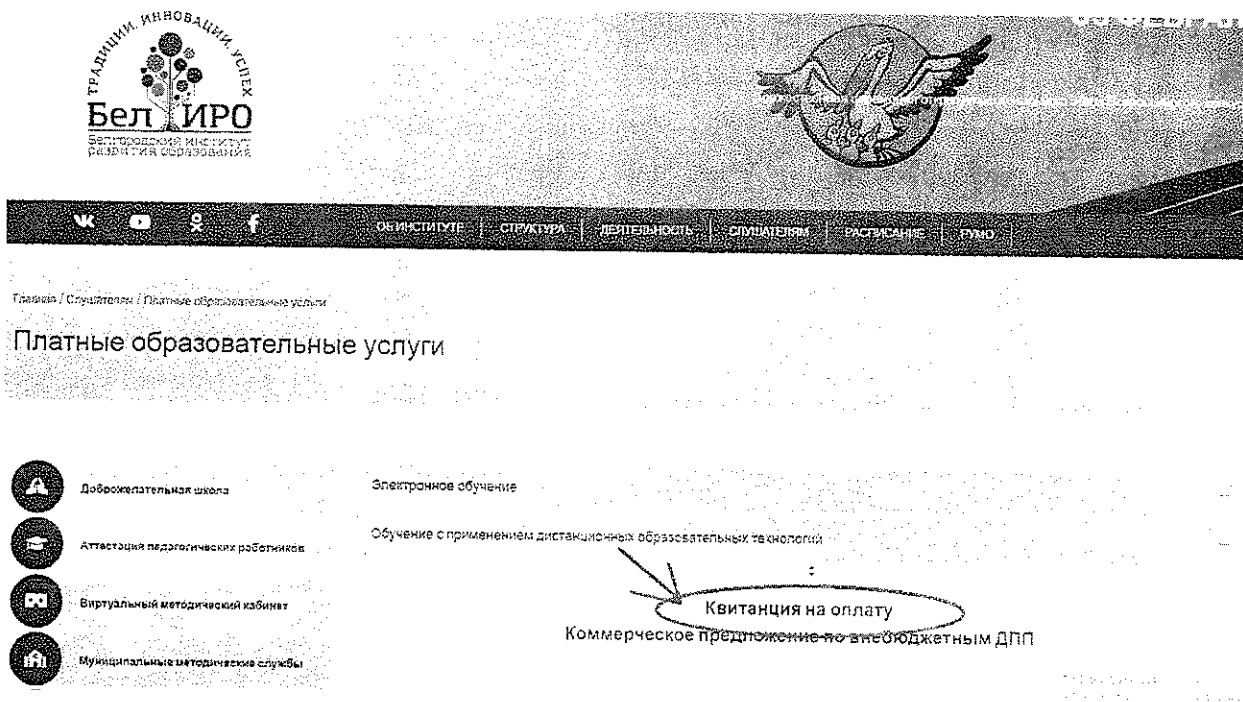 ТРАДИЦИИ, ИННОВАЦИИ, УСПЕХ
Бел ИРО
Белгородский институт
развития образования
ОБ ИНСТИТУТЕ СТРУКТУРА ДЕЯТЕЛЬНОСТЬ СЛУШАТЕЛЯМ РАСПИСАНИЕ РУМО
Главная / Слушателям / Платные образовательные услуги
Платные образовательные услуги
Доброжелательная школа
Электронное обучение
Аттестация педагогических работников
Обучение с применением дистанционных образовательных технологий
Виртуальный методический кабинет
Квитанция на оплату
Коммерческое предложение по внебюджетным ДПП
Муниципальные методические службы